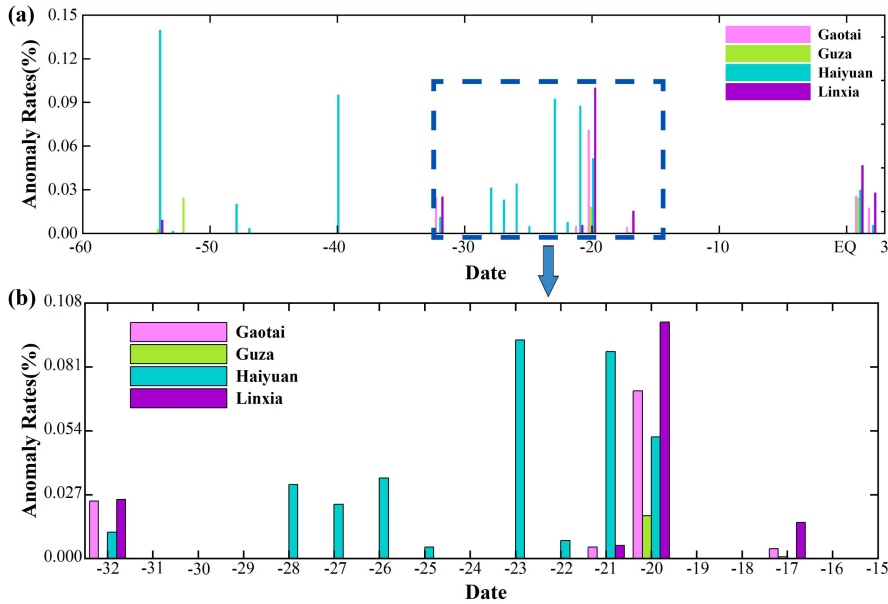 (a)
Anomaly Rates(%)
0.15
0.12
0.09
0.06
0.03
0.00
Gaotai
Guza
Haiyuan
Linxia
-60 -50 -40 -30 -20 -10 EQ 3
Date
(b)
Anomaly Rates(%)
0.108
0.081
0.054
0.027
0.000
Gaotai
Guza
Haiyuan
Linxia
-32 -31 -30 -28 -27 -26 -25 -23 -22 -21 -20 -18 -17 -16 -15
Date